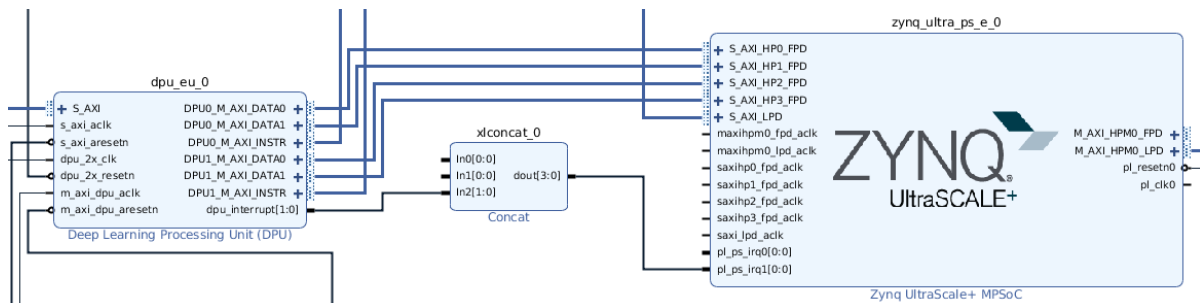 dpu_eu_0
S_AXI
s_axi_aclk
s_axi_aresetn
dpu_2x_clk
dpu_2x_resetn
m_axi_dpu_aclk
m_axi_dpu_aresetn
DPU0_M_AXI_DATA0
DPU0_M_AXI_DATA1
DPU0_M_AXI_INSTR
DPU1_M_AXI_DATA0
DPU1_M_AXI_DATA1
DPU1_M_AXI_INSTR
dpu_interrupt[1:0]
Deep Learning Processing Unit (DPU)
xlconcat_0
In0[0:0]
In1[0:0]
In2[1:0]
dout[3:0]
Concat
zynq_ultra_ps_e_0
S_AXI_HP0_FPD
S_AXI_HP1_FPD
S_AXI_HP2_FPD
S_AXI_HP3_FPD
S_AXI_LPD
maxihpm0_fpd_aclk
maxihpm0_lpd_aclk
saxihp0_fpd_aclk
saxihp1_fpd_aclk
saxihp2_fpd_aclk
saxihp3_fpd_aclk
saxi_lpd_aclk
pl_ps_irq0[0:0]
pl_ps_irq1[0:0]
ZYNQ®
UltraSCALE+
M_AXI_HPM0_FPD
M_AXI_HPM0_LPD
pl_resetn0
pl_clk0
Zynq UltraScale+ MPSoC